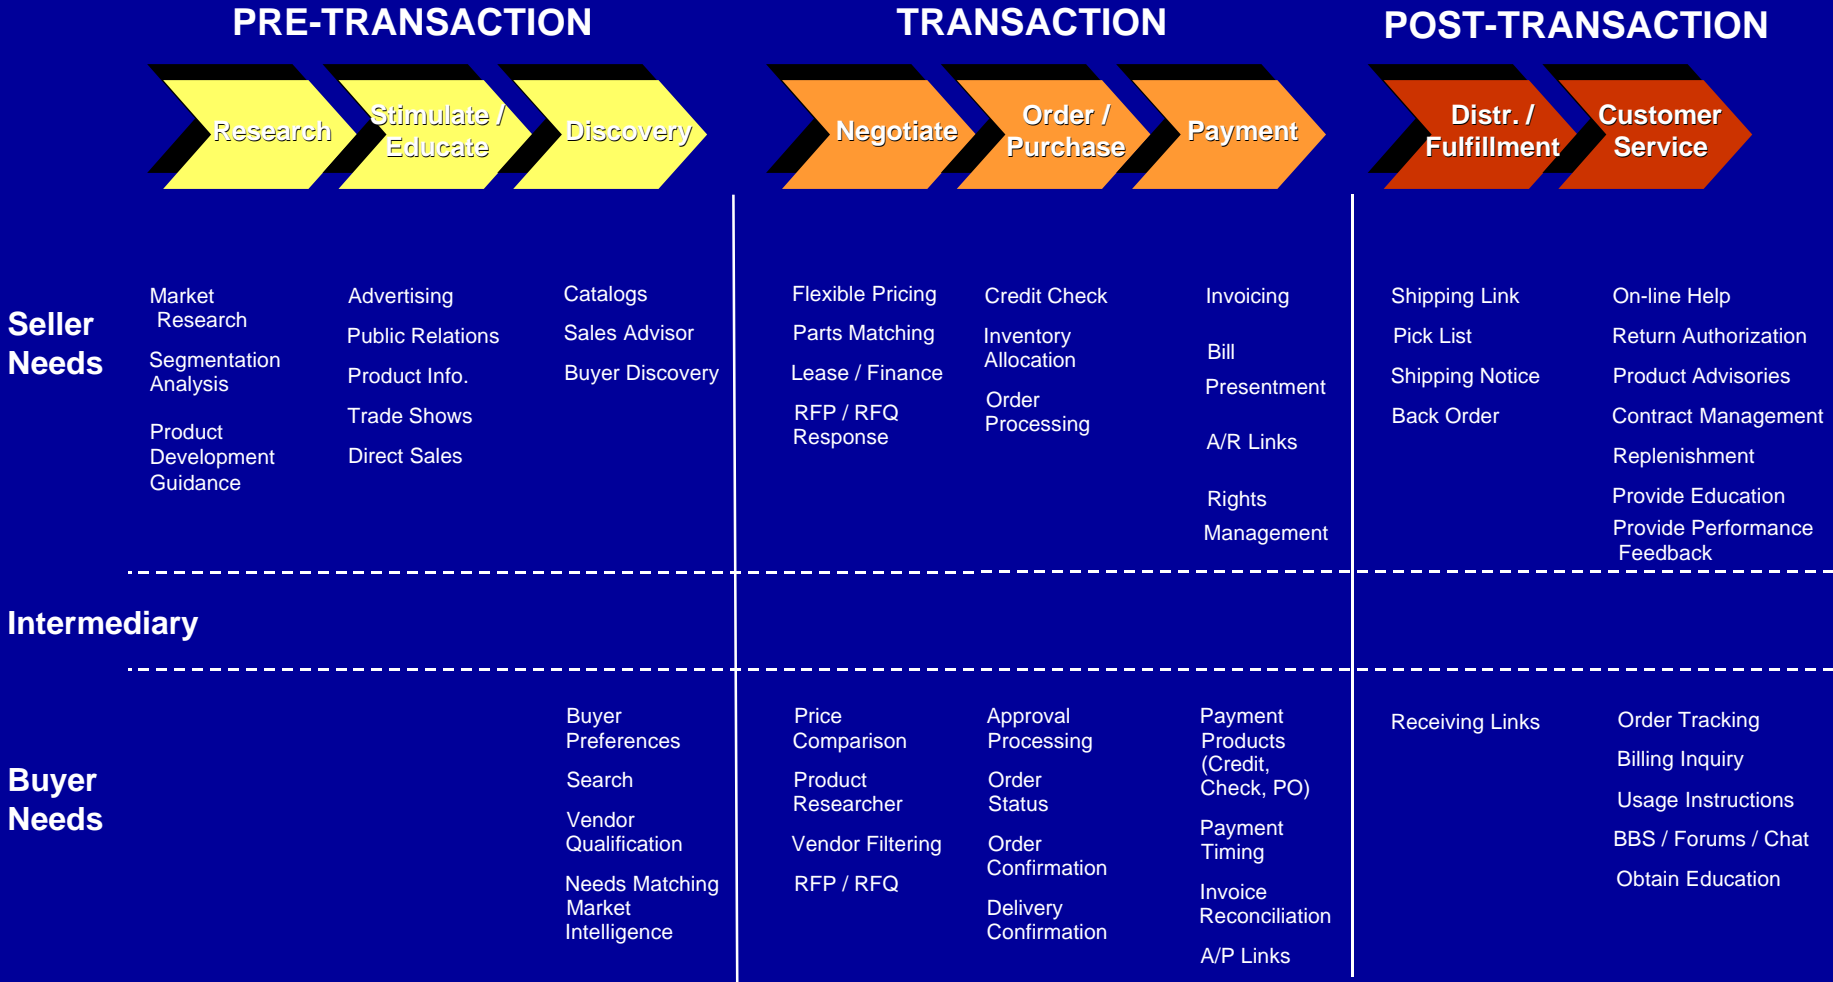 PRE-TRANSACTION
TRANSACTION
POST-TRANSACTION
Research
Stimulate /
Educate
Discovery
Negotiate
Order /
Purchase
Payment
Distr. /
Fulfillment
Customer
Service
Seller
Needs
Market
Research
Segmentation
Analysis
Product
Development
Guidance
Advertising
Public Relations
Product Info.
Trade Shows
Direct Sales
Catalogs
Sales Advisor
Buyer Discovery
Flexible Pricing
Parts Matching
Lease / Finance
RFP / RFQ
Response
Credit Check
Inventory
Allocation
Order
Processing
Invoicing
Bill
Presentment
A/R Links
Rights
Management
Shipping Link
Pick List
Shipping Notice
Back Order
On-line Help
Return Authorization
Product Advisories
Contract Management
Replenishment
Provide Education
Provide Performance
Feedback
Intermediary
Buyer
Needs
Buyer
Preferences
Search
Vendor
Qualification
Needs Matching
Market
Intelligence
Price
Comparison
Product
Researcher
Vendor Filtering
RFP / RFQ
Approval
Processing
Order
Status
Order
Confirmation
Delivery
Confirmation
Payment
Products
(Credit,
Check, PO)
Payment
Timing
Invoice
Reconciliation
A/P Links
Receiving Links
Order Tracking
Billing Inquiry
Usage Instructions
BBS / Forums / Chat
Obtain Education